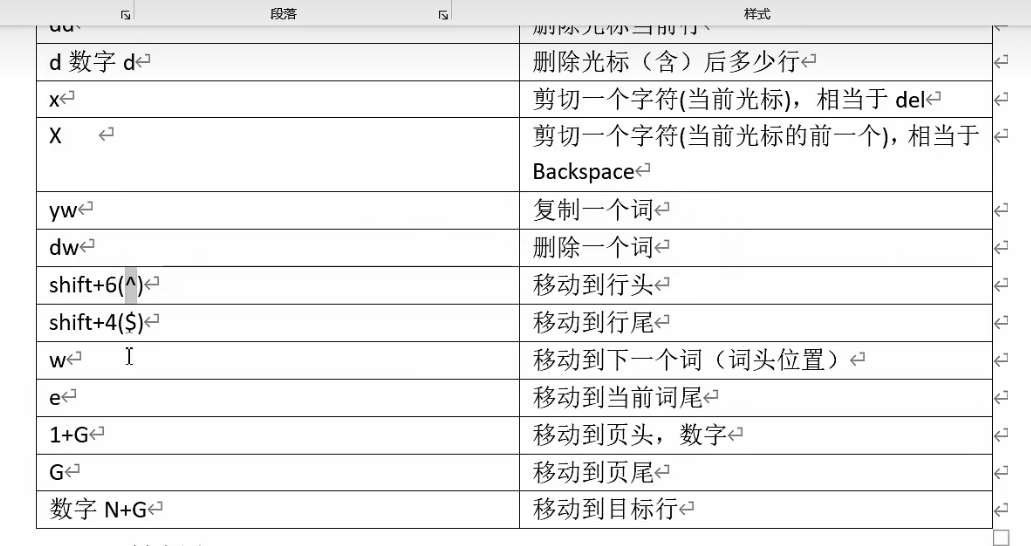 段落 样式
dd 删除光标当前行
d 数字 d 删除光标（含）后多少行
x 剪切一个字符(当前光标)，相当于 del
X 剪切一个字符(当前光标的前一个)，相当于
Backspace
yw 复制一个词
dw 删除一个词
shift+6(^) 移动到行头
shift+4($) 移动到行尾
w 移动到下一个词（词头位置）
e 移动到当前词尾
1+G 移动到页头，数字
G 移动到页尾
数字 N+G 移动到目标行